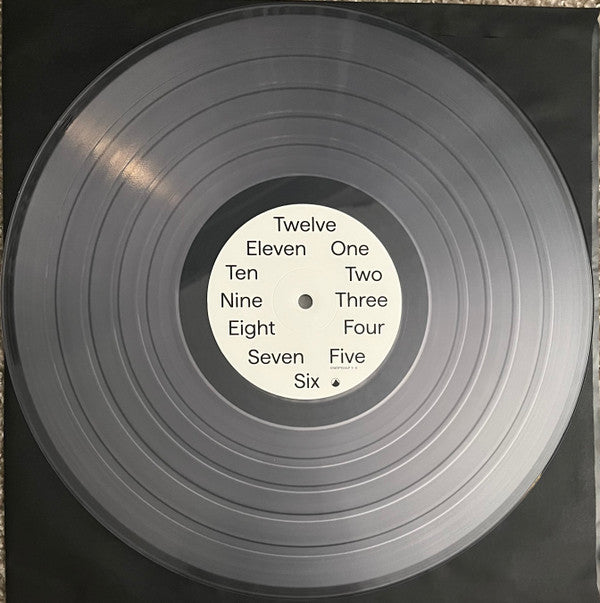 Twelve
Eleven One
Ten Two
Nine Three
Eight Four
Seven Five
Six